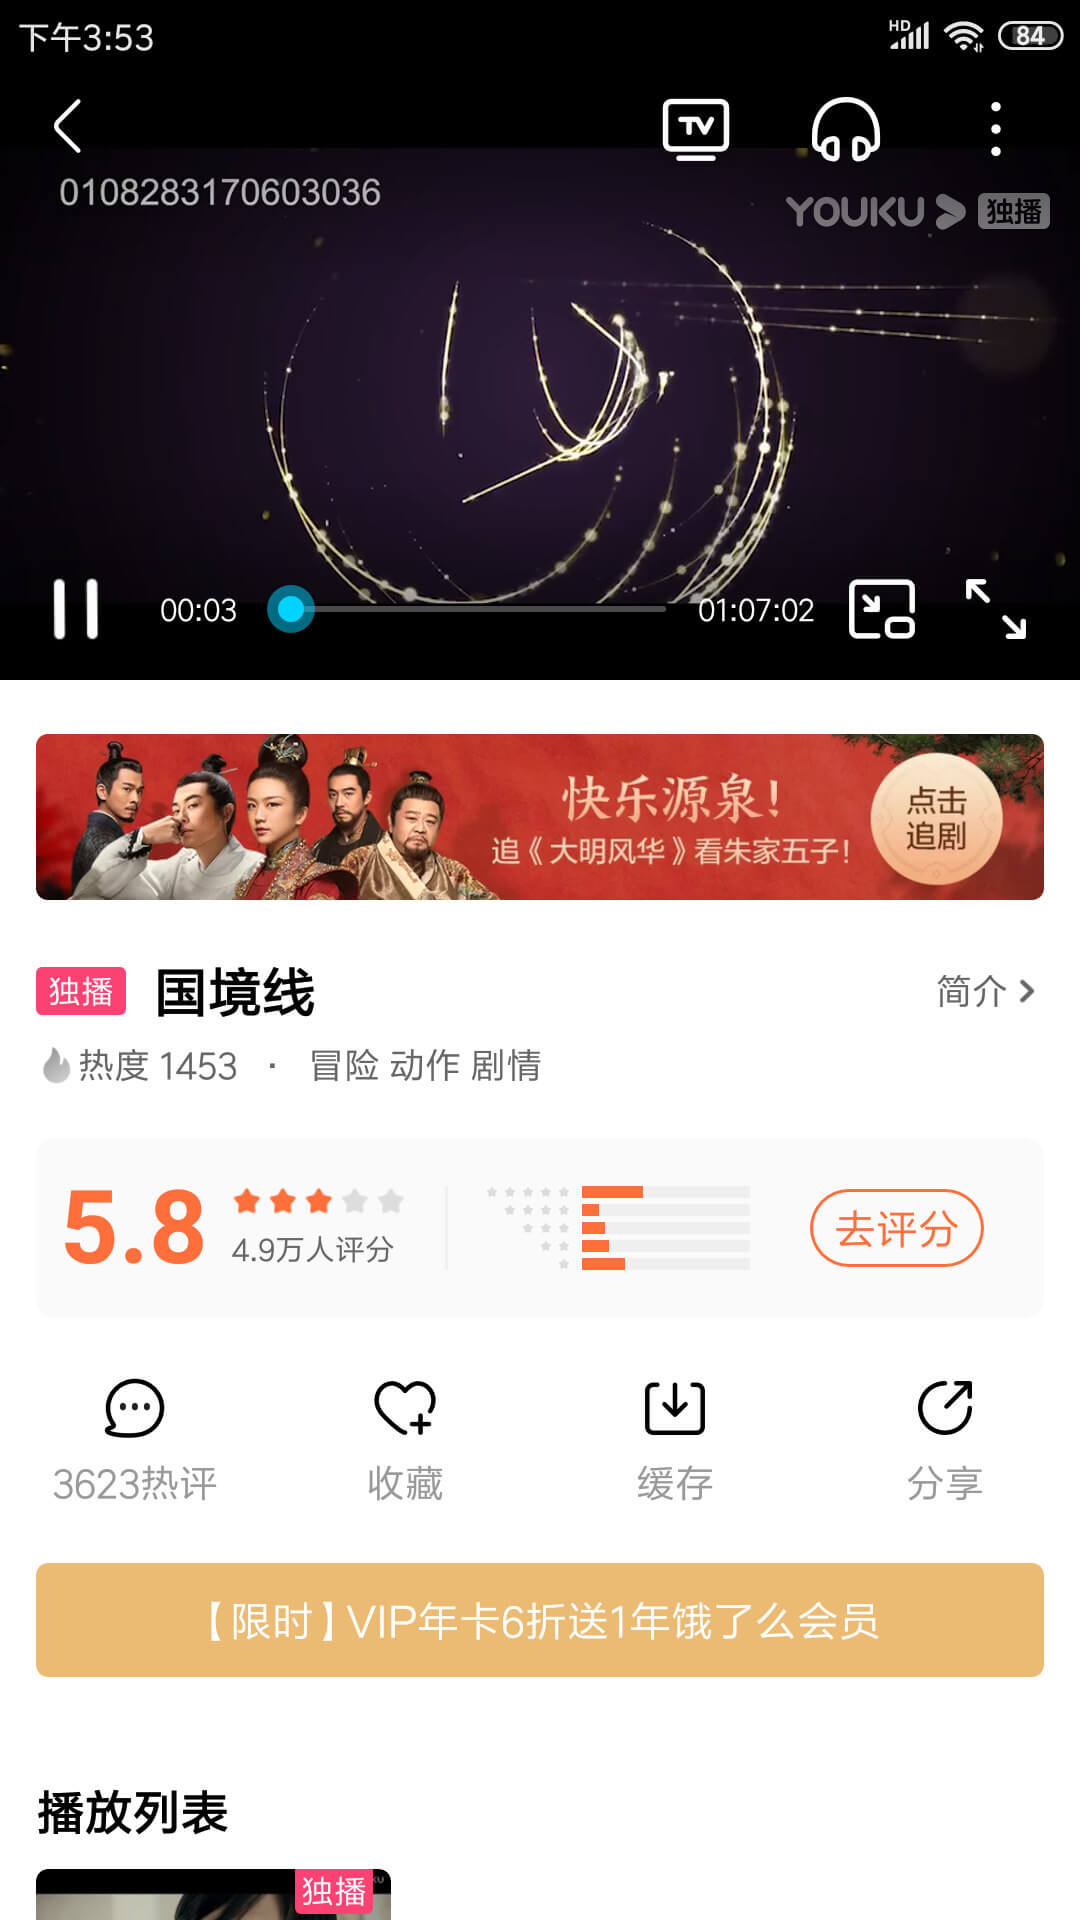 下午3:53
HD
84
TV
0108283170603036
YOUKU 独播
00:03
01:07:02
快乐源泉！
追《大明风华》看朱家五子！
点击
追剧
独播
国境线
简介
热度 1453 · 冒险 动作 剧情
5.8
4.9万人评分
去评分
3623热评
收藏
缓存
分享
【限时】VIP年卡6折送1年饿了么会员
播放列表
独播